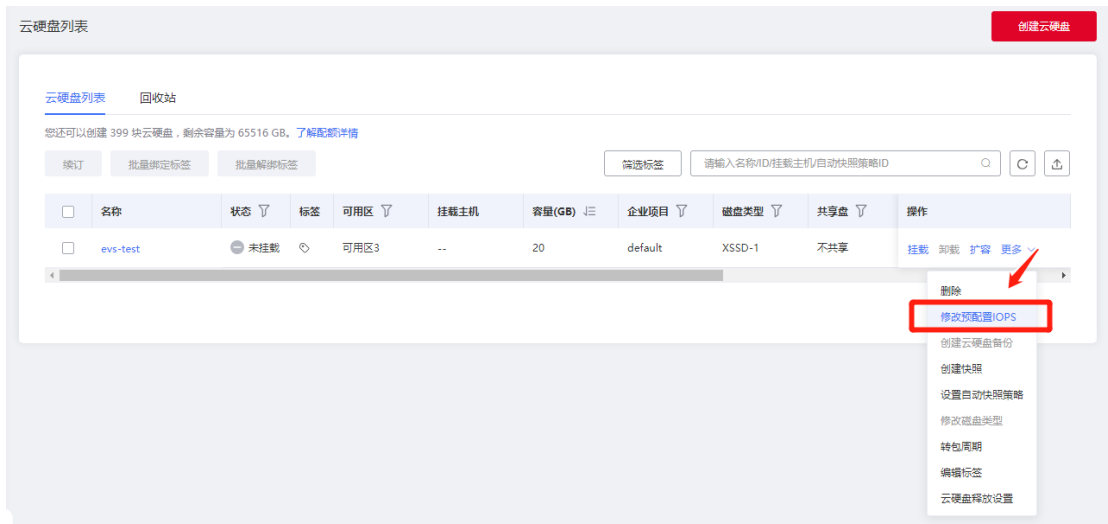 云硬盘列表 创建云硬盘
云硬盘列表 回收站
您还可以创建 399 块云硬盘，剩余容量为 65516 GB。了解配额详情
续订 批量绑定标签 批量解绑标签 筛选标签 请输入名称/ID/挂载主机/自动快照策略ID
名称 状态 标签 可用区 挂载主机 容量(GB) 企业项目 磁盘类型 共享盘 操作
evs-test 未挂载 可用区3 -- 20 default XSSD-1 不共享 挂载 卸载 扩容 更多
删除
修改预配置IOPS
创建云硬盘备份
创建快照
设置自动快照策略
修改磁盘类型
转包周期
编辑标签
云硬盘释放设置